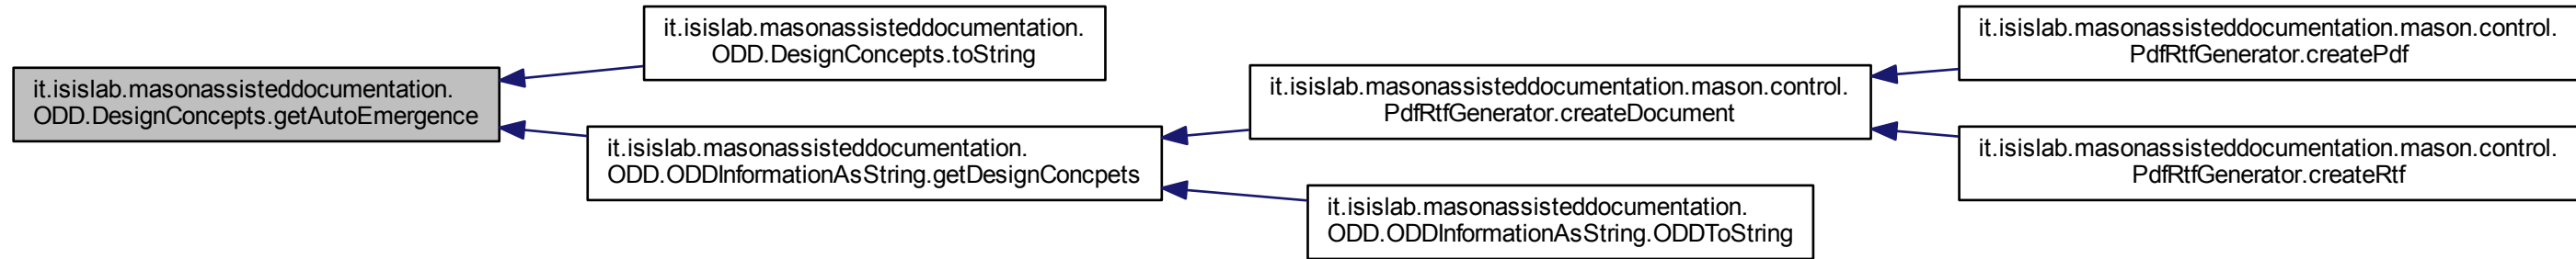 it.isislab.masonassisteddocumentation.
ODD.DesignConcepts.getAutoEmergence
it.isislab.masonassisteddocumentation.
ODD.DesignConcepts.toString
it.isislab.masonassisteddocumentation.
ODD.ODDInformationAsString.getDesignConcpets
it.isislab.masonassisteddocumentation.mason.control.
PdfRtfGenerator.createDocument
it.isislab.masonassisteddocumentation.
ODD.ODDInformationAsString.ODDToString
it.isislab.masonassisteddocumentation.mason.control.
PdfRtfGenerator.createPdf
it.isislab.masonassisteddocumentation.mason.control.
PdfRtfGenerator.createRtf